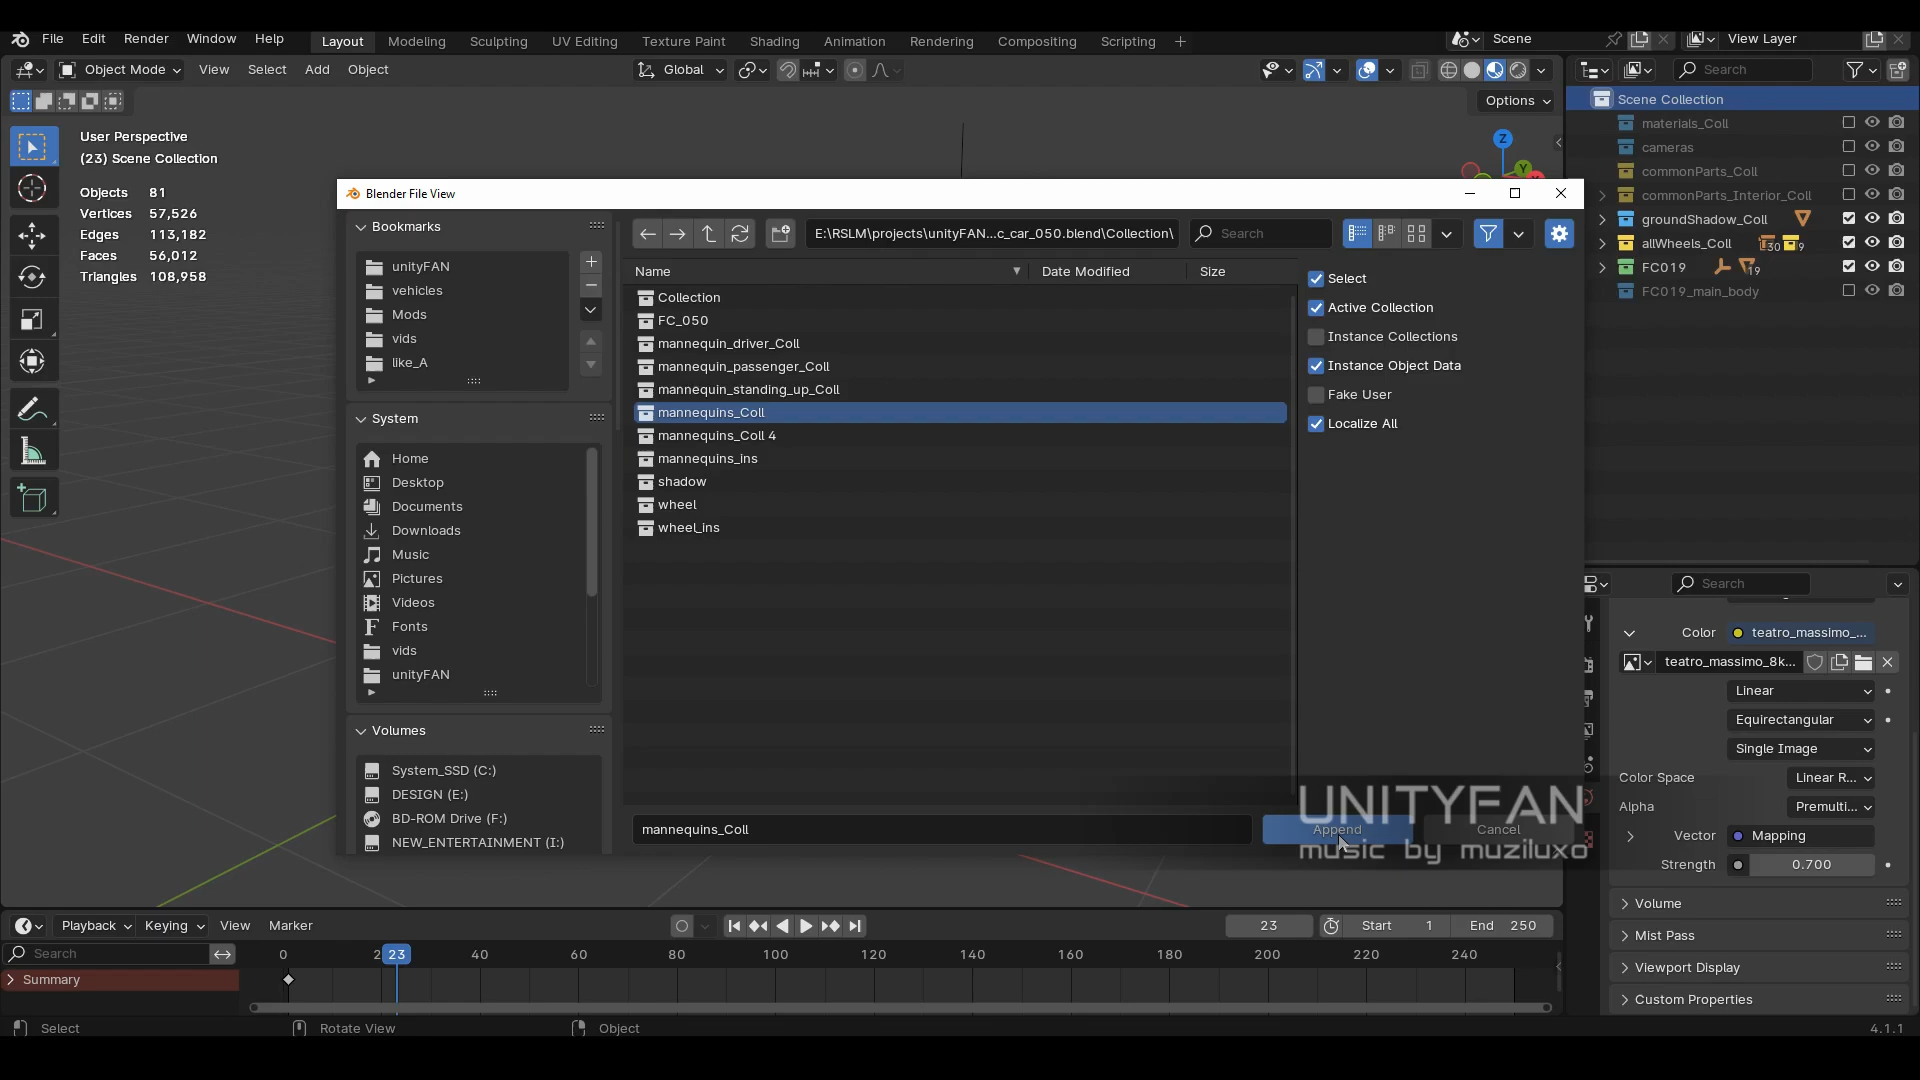 File Edit Render Window Help Layout Modeling Sculpting UV Editing Texture Paint Shading Animation Rendering Compositing Scripting + Scene View Layer
Object Mode View Select Add Object Global Search
Options
User Perspective
(23) Scene Collection
Objects 81
Vertices 57,526
Edges 113,182
Faces 56,012
Triangles 108,958
Z
Y
Scene Collection
materials_Coll
cameras
commonParts_Coll
commonParts_Interior_Coll
groundShadow_Coll
allWheels_Coll 30 9
FC019 19
FC019_main_body
Blender File View
Bookmarks
unityFAN
vehicles
Mods
vids
like_A
System
Home
Desktop
Documents
Downloads
Music
Pictures
Videos
Fonts
vids
unityFAN
Volumes
System_SSD (C:)
DESIGN (E:)
BD-ROM Drive (F:)
NEW_ENTERTAINMENT (I:)
E:\RSLM\projects\unityFAN...c_car_050.blend\Collection\ Search
Name Date Modified Size
Collection
FC_050
mannequin_driver_Coll
mannequin_passenger_Coll
mannequin_standing_up_Coll
mannequins_Coll
mannequins_Coll 4
mannequins_ins
shadow
wheel
wheel_ins
Select
Active Collection
Instance Collections
Instance Object Data
Fake User
Localize All
mannequins_Coll Append Cancel
UNITYFAN
music by muziluxo
Search
Color teatro_massimo_...
teatro_massimo_8k...
Linear
Equirectangular
Single Image
Color Space Linear R...
Alpha Premulti...
Vector Mapping
Strength 0.700
Volume
Mist Pass
Viewport Display
Custom Properties
Playback Keying View Marker 23 Start 1 End 250
Search 0 2 23 40 60 80 100 120 140 160 180 200 220 240
Summary
Select Rotate View Object 4.1.1